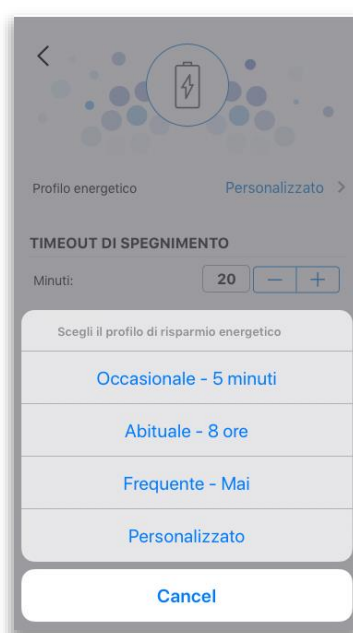 Profilo energetico Personalizzato
TIMEOUT DI SPEGNIMENTO
Minuti: 20 − +
Scegli il profilo di risparmio energetico
Occasionale - 5 minuti
Abituale - 8 ore
Frequente - Mai
Personalizzato
Cancel